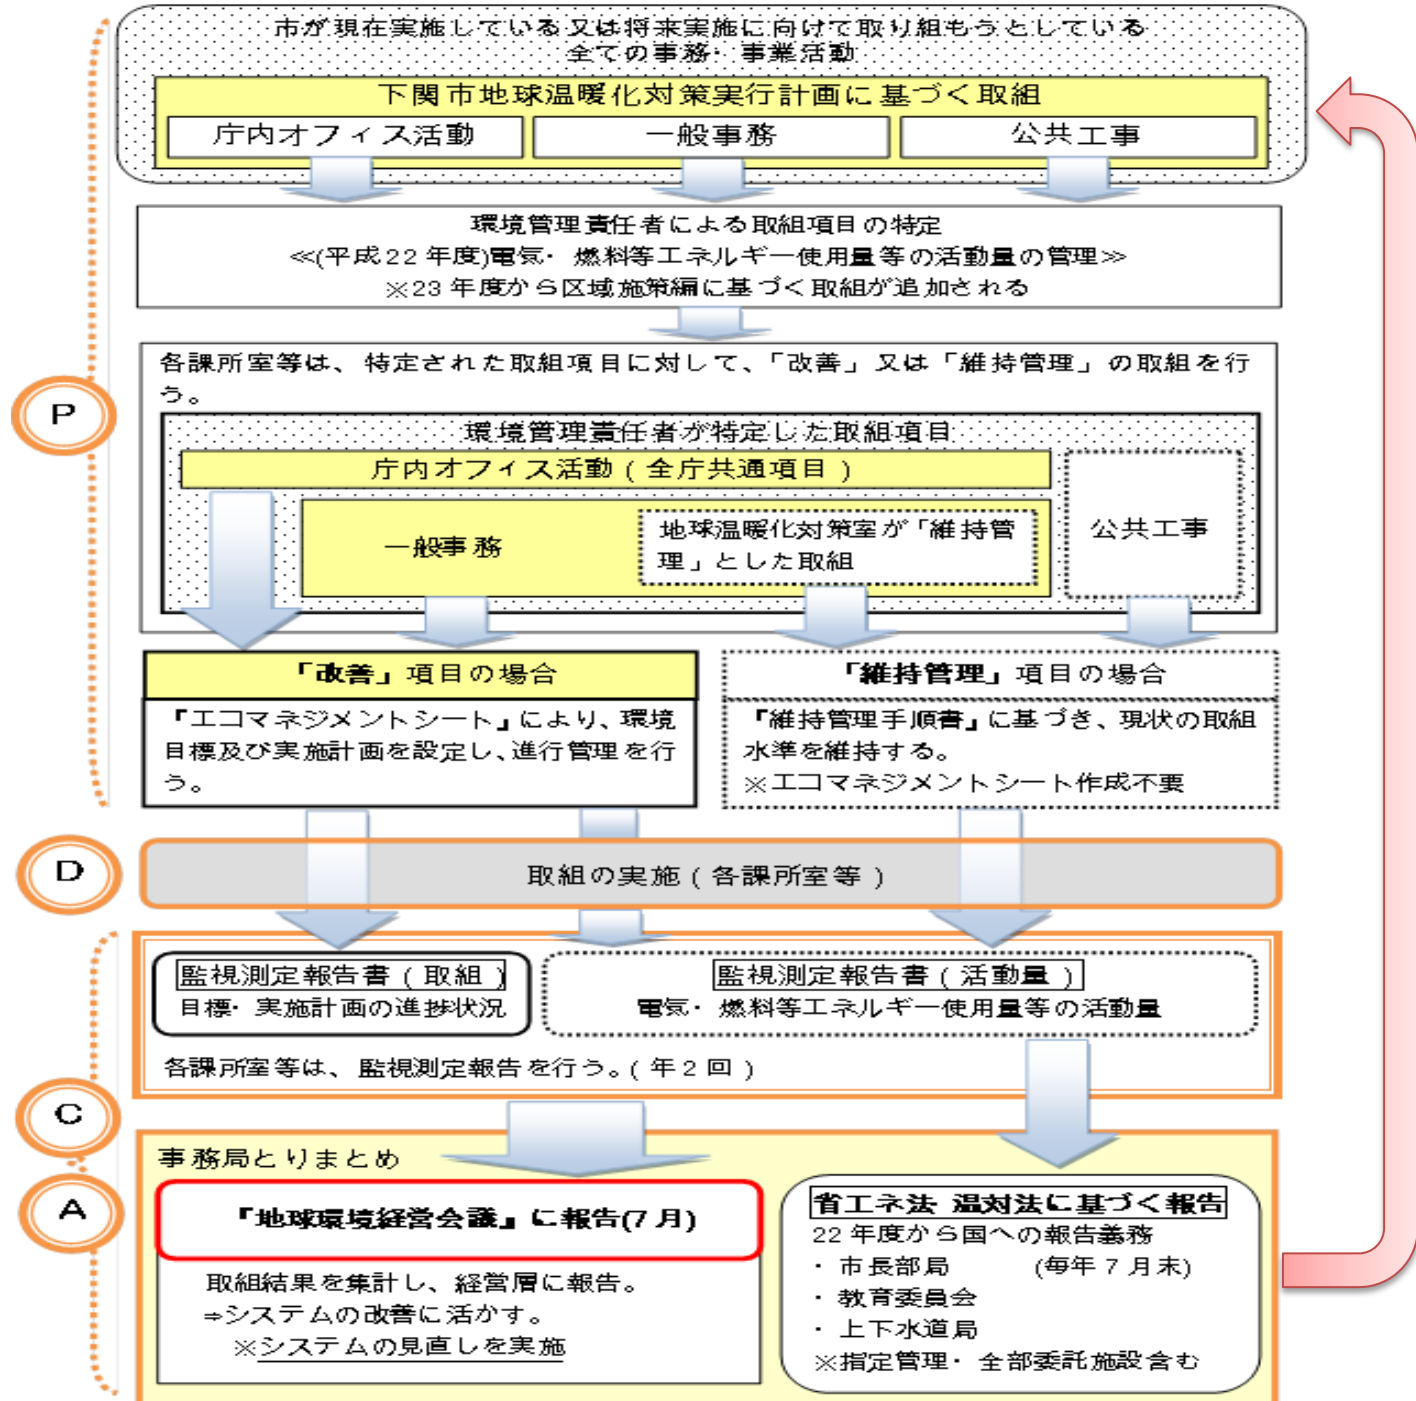 市が現在実施している又は将来実施に向けて取り組もうとしている
全ての事務・事業活動
下関市地球温暖化対策実行計画に基づく取組
庁内オフィス活動
一般事務
公共工事
環境管理責任者による取組項目の特定
≪(平成22年度)電気・燃料等エネルギー使用量等の活動量の管理≫
※23年度から区域施策編に基づく取組が追加される
P
各課所室等は、特定された取組項目に対して、「改善」又は「維持管理」の取組を行
う。
環境管理責任者が特定した取組項目
庁内オフィス活動(全庁共通項目)
一般事務
地球温暖化対策室が「維持管
理」とした取組
公共工事
「改善」項目の場合
『エコマネジメントシート』により、環境
目標及び実施計画を設定し、進行管理を行
う。
「維持管理」項目の場合
『維持管理手順書』に基づき、現状の取組
水準を維持する。
※エコマネジメントシート作成不要
D
取組の実施(各課所室等)
監視測定報告書(取組)
目標・実施計画の進捗状況
監視測定報告書(活動量)
電気・燃料等エネルギー使用量等の活動量
各課所室等は、監視測定報告を行う。(年2回)
C
A
事務局とりまとめ
『地球環境経営会議』に報告(7月)
取組結果を集計し、経営層に報告。
⇒システムの改善に活かす。
※システムの見直しを実施
省エネ法 温対法に基づく報告
22年度から国への報告義務
・市長部局 (毎年7月末)
・教育委員会
・上下水道局
※指定管理・全部委託施設含む